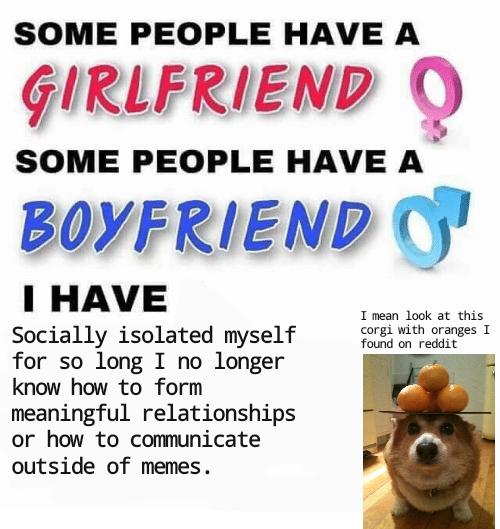 SOME PEOPLE HAVE A
GIRLFRIEND
SOME PEOPLE HAVE A
BOYFRIEND
I HAVE
Socially isolated myself
for so long I no longer
know how to form
meaningful relationships
or how to communicate
outside of memes.
I mean look at this
corgi with oranges I
found on reddit